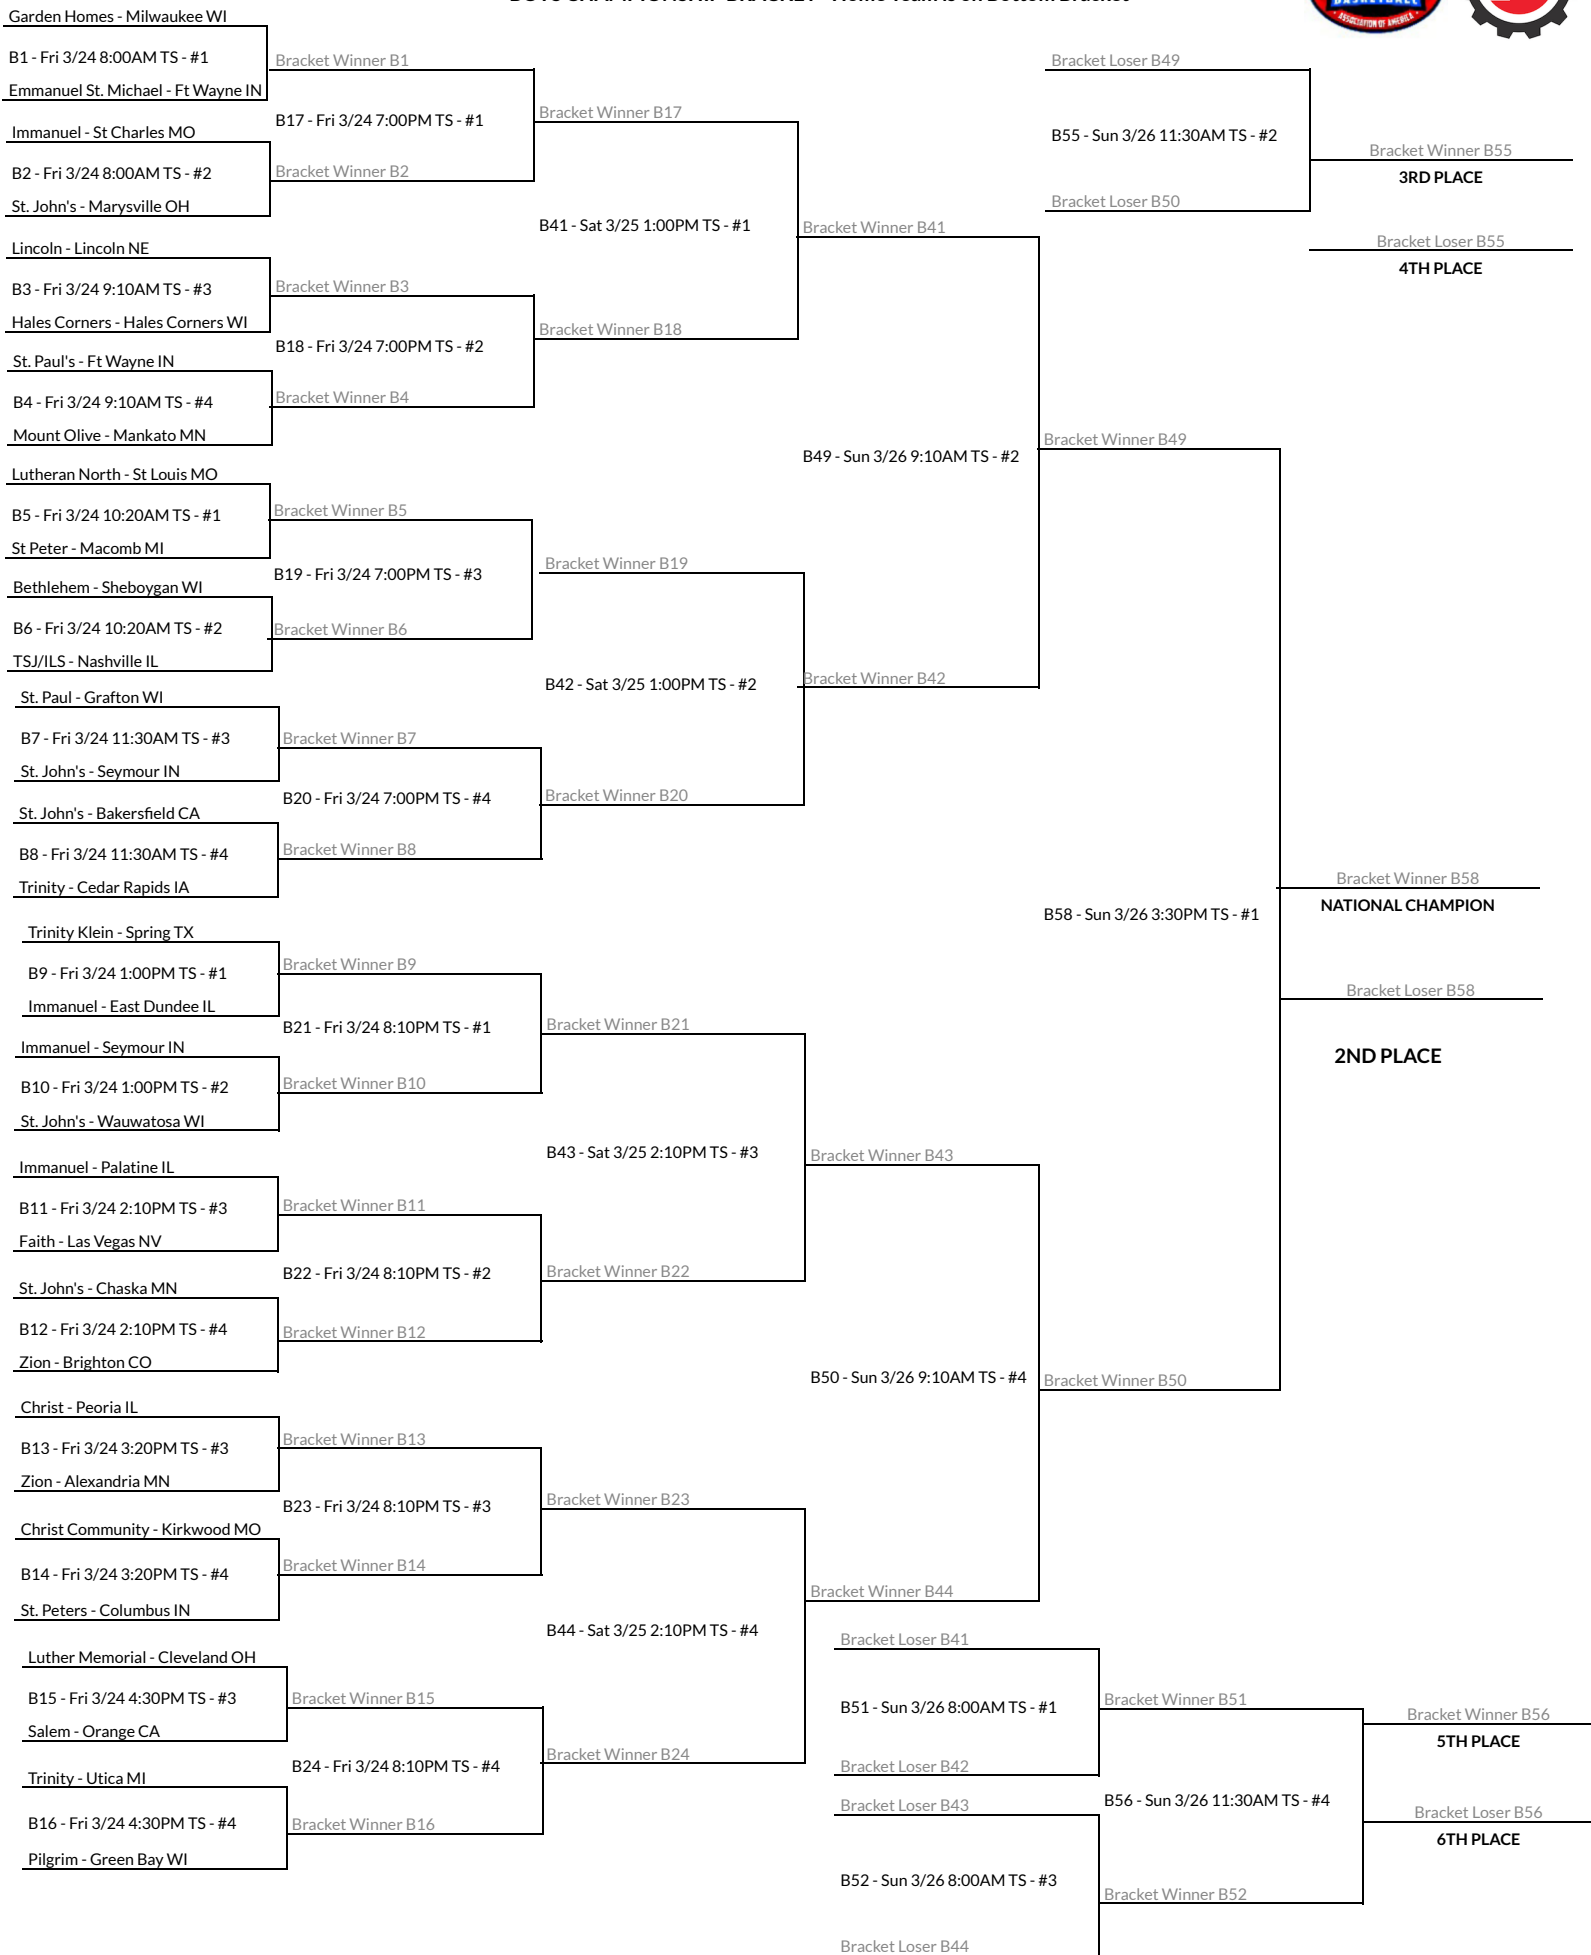 BOYS CHAMPIONSHIP BRACKET - Home Team is on Bottom Bracket
BASKETBALL
ASSOCIATION OF AMERICA
Garden Homes - Milwaukee WI
B1 - Fri 3/24 8:00AM TS - #1
Emmanuel St. Michael - Ft Wayne IN
Immanuel - St Charles MO
B2 - Fri 3/24 8:00AM TS - #2
St. John's - Marysville OH
Lincoln - Lincoln NE
B3 - Fri 3/24 9:10AM TS - #3
Hales Corners - Hales Corners WI
St. Paul's - Ft Wayne IN
B4 - Fri 3/24 9:10AM TS - #4
Mount Olive - Mankato MN
Lutheran North - St Louis MO
B5 - Fri 3/24 10:20AM TS - #1
St Peter - Macomb MI
Bethlehem - Sheboygan WI
B6 - Fri 3/24 10:20AM TS - #2
TSJ/ILS - Nashville IL
St. Paul - Grafton WI
B7 - Fri 3/24 11:30AM TS - #3
St. John's - Seymour IN
St. John's - Bakersfield CA
B8 - Fri 3/24 11:30AM TS - #4
Trinity - Cedar Rapids IA
Trinity Klein - Spring TX
B9 - Fri 3/24 1:00PM TS - #1
Immanuel - East Dundee IL
Immanuel - Seymour IN
B10 - Fri 3/24 1:00PM TS - #2
St. John's - Wauwatosa WI
Immanuel - Palatine IL
B11 - Fri 3/24 2:10PM TS - #3
Faith - Las Vegas NV
St. John's - Chaska MN
B12 - Fri 3/24 2:10PM TS - #4
Zion - Brighton CO
Christ - Peoria IL
B13 - Fri 3/24 3:20PM TS - #3
Zion - Alexandria MN
Christ Community - Kirkwood MO
B14 - Fri 3/24 3:20PM TS - #4
St. Peters - Columbus IN
Luther Memorial - Cleveland OH
B15 - Fri 3/24 4:30PM TS - #3
Salem - Orange CA
Trinity - Utica MI
B16 - Fri 3/24 4:30PM TS - #4
Pilgrim - Green Bay WI
Bracket Winner B1
B17 - Fri 3/24 7:00PM TS - #1
Bracket Winner B2
Bracket Winner B3
B18 - Fri 3/24 7:00PM TS - #2
Bracket Winner B4
Bracket Winner B5
B19 - Fri 3/24 7:00PM TS - #3
Bracket Winner B6
Bracket Winner B7
B20 - Fri 3/24 7:00PM TS - #4
Bracket Winner B8
Bracket Winner B9
B21 - Fri 3/24 8:10PM TS - #1
Bracket Winner B10
Bracket Winner B11
B22 - Fri 3/24 8:10PM TS - #2
Bracket Winner B12
Bracket Winner B13
B23 - Fri 3/24 8:10PM TS - #3
Bracket Winner B14
Bracket Winner B15
B24 - Fri 3/24 8:10PM TS - #4
Bracket Winner B16
Bracket Winner B17
B41 - Sat 3/25 1:00PM TS - #1
Bracket Winner B18
Bracket Winner B19
B42 - Sat 3/25 1:00PM TS - #2
Bracket Winner B20
Bracket Winner B21
B43 - Sat 3/25 2:10PM TS - #3
Bracket Winner B22
Bracket Winner B23
B44 - Sat 3/25 2:10PM TS - #4
Bracket Winner B24
Bracket Winner B41
B49 - Sun 3/26 9:10AM TS - #2
Bracket Winner B42
Bracket Winner B43
B50 - Sun 3/26 9:10AM TS - #4
Bracket Winner B44
Bracket Winner B49
B58 - Sun 3/26 3:30PM TS - #1
Bracket Winner B50
Bracket Winner B58
NATIONAL CHAMPION
Bracket Loser B58
2ND PLACE
Bracket Loser B49
B55 - Sun 3/26 11:30AM TS - #2
Bracket Loser B50
Bracket Winner B55
3RD PLACE
Bracket Loser B55
4TH PLACE
Bracket Loser B41
B51 - Sun 3/26 8:00AM TS - #1
Bracket Loser B42
Bracket Loser B43
B52 - Sun 3/26 8:00AM TS - #3
Bracket Loser B44
Bracket Winner B51
B56 - Sun 3/26 11:30AM TS - #4
Bracket Winner B52
Bracket Winner B56
5TH PLACE
Bracket Loser B56
6TH PLACE